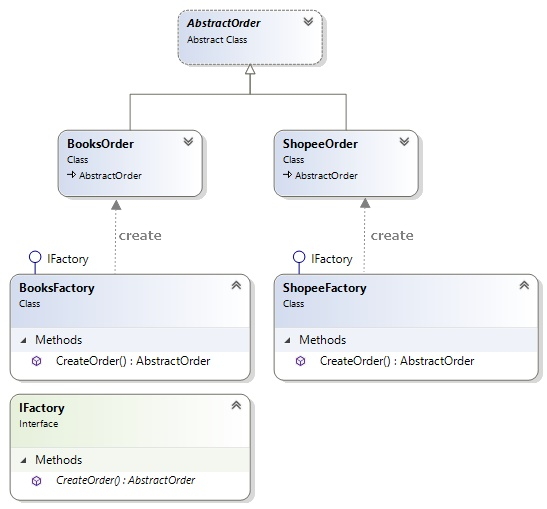 AbstractOrder
Abstract Class
BooksOrder
Class
AbstractOrder
ShopeeOrder
Class
AbstractOrder
create
create
IFactory
IFactory
BooksFactory
Class
Methods
CreateOrder() : AbstractOrder
ShopeeFactory
Class
Methods
CreateOrder() : AbstractOrder
IFactory
Interface
Methods
CreateOrder() : AbstractOrder